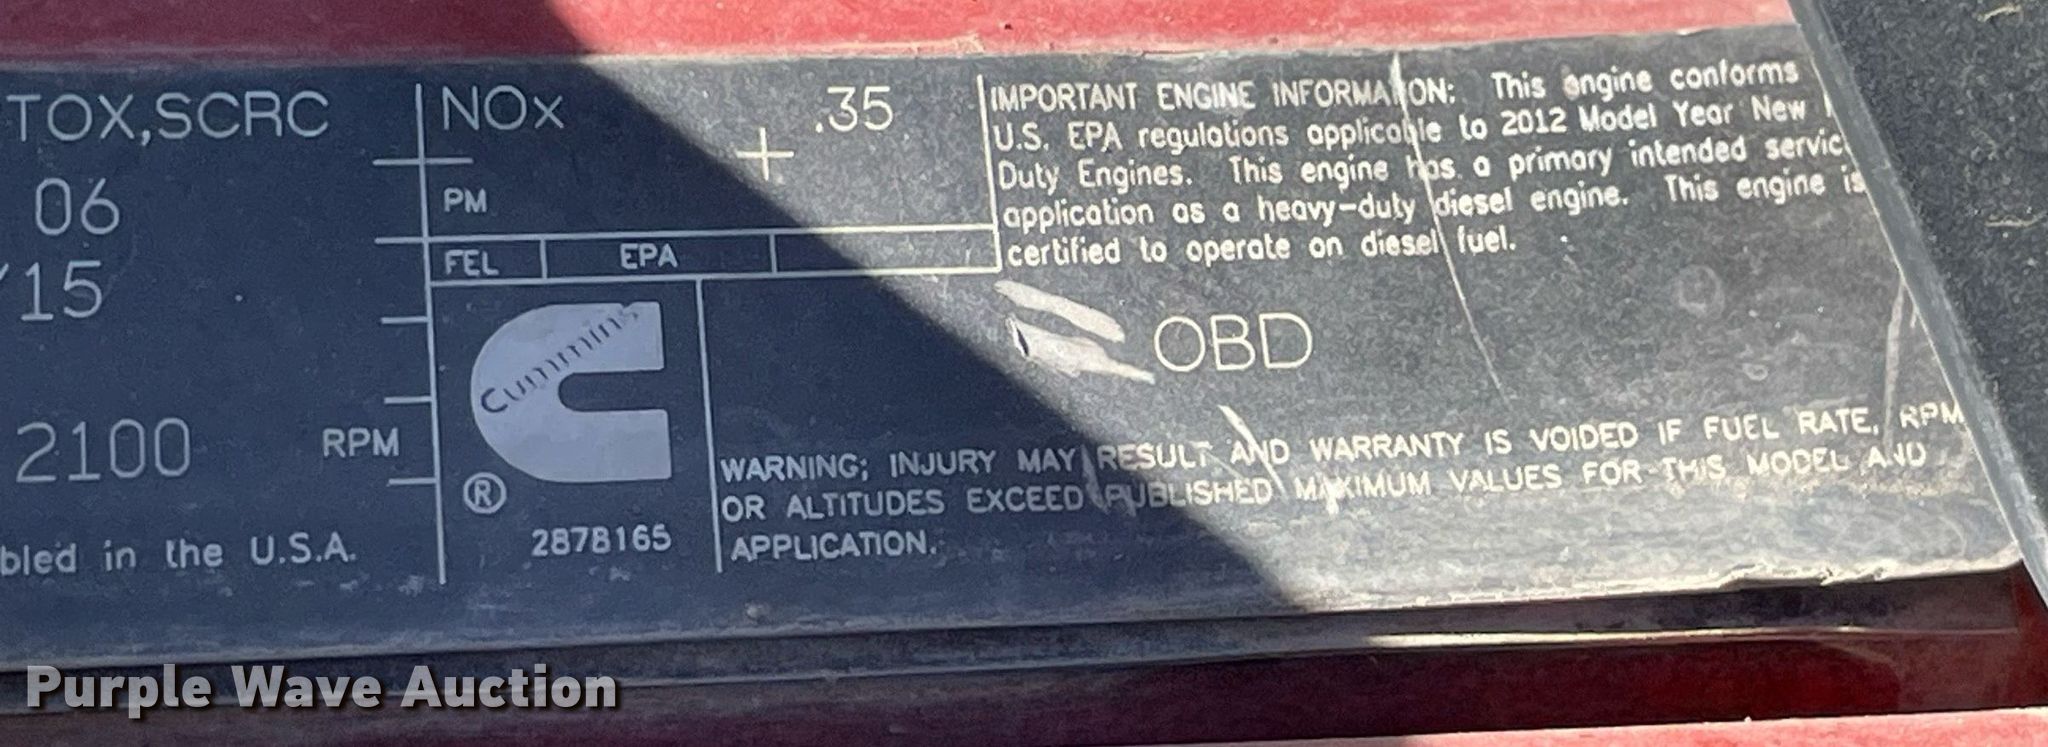 TOX,SCRC
06
15
2100 RPM
bled in the U.S.A.
NOx + .35
PM
FEL EPA
Cummins
®
2878165
IMPORTANT ENGINE INFORMATION: This engine conforms
U.S. EPA regulations applicable to 2012 Model Year New
Duty Engines. This engine has a primary intended servic
application as a heavy-duty diesel engine. This engine is
certified to operate on diesel fuel.
OBD
WARNING; INJURY MAY RESULT AND WARRANTY IS VOIDED IF FUEL RATE, RPM
OR ALTITUDES EXCEED PUBLISHED MAXIMUM VALUES FOR THIS MODEL AND
APPLICATION.
Purple Wave Auction